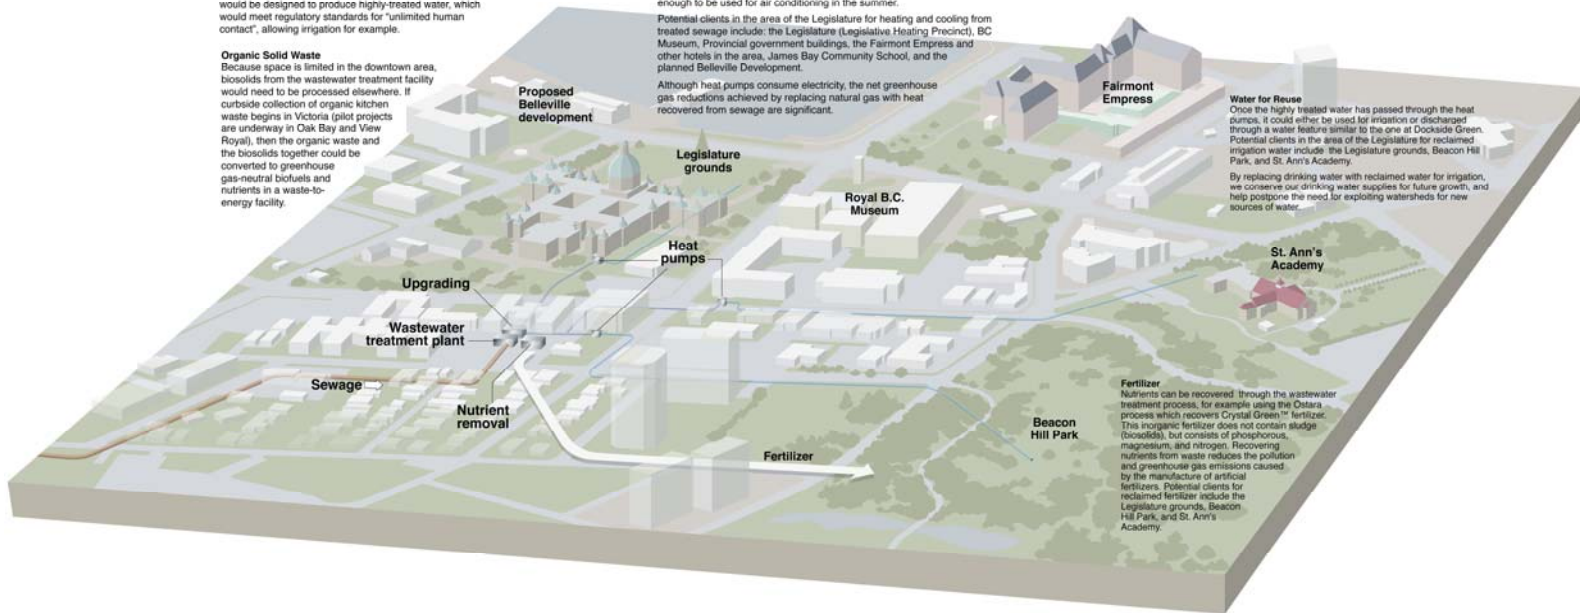 would be designed to produce highly-treated water, which
would meet regulatory standards for "unlimited human
contact", allowing irrigation for example.
Organic Solid Waste
Because space is limited in the downtown area,
biosolids from the wastewater treatment facility
would need to be processed elsewhere. If
curbside collection of organic kitchen
waste begins in Victoria (pilot projects
are underway in Oak Bay and View
Royal), then the organic waste and
the biosolids together could be
converted to greenhouse
gas-neutral biofuels and
nutrients in a waste-to-
energy facility.
enough to be used for air conditioning in the summer.
Potential clients in the area of the Legislature for heating and cooling from
treated sewage include: the Legislature (Legislative Heating Precinct), BC
Museum, Provincial government buildings, the Fairmont Empress and
other hotels in the area, James Bay Community School, and the
planned Belleville Development.
Although heat pumps consume electricity, the net greenhouse
gas reductions achieved by replacing natural gas with heat
recovered from sewage are significant.
Proposed
Belleville
development
Legislature
grounds
Fairmont
Empress
Royal B.C.
Museum
Water for Reuse
Once the highly treated water has passed through the heat
pumps, it could either be used for irrigation or discharged
through a water feature similar to the one at Dockside Green.
Potential clients in the area of the Legislature for reclaimed
irrigation water include the Legislature grounds, Beacon Hill
Park, and St. Ann's Academy.
By replacing drinking water with reclaimed water for irrigation,
we conserve our drinking water supplies for future growth, and
help postpone the need for exploiting watersheds for new
sources of water.
St. Ann's
Academy
Heat
pumps
Upgrading
Wastewater
treatment plant
Sewage
Nutrient
removal
Fertilizer
Beacon
Hill Park
Fertilizer
Nutrients can be recovered through the wastewater
treatment process, for example using the Ostara
process which recovers Crystal Green™ fertilizer.
This inorganic fertilizer does not contain sludge
(biosolids), but consists of phosphorous,
magnesium, and nitrogen. Recovering
nutrients from waste reduces the pollution
and greenhouse gas emissions caused
by the manufacture of artificial
fertilizers. Potential clients for
reclaimed fertilizer include the
Legislature grounds, Beacon
Hill Park, and St. Ann's
Academy.